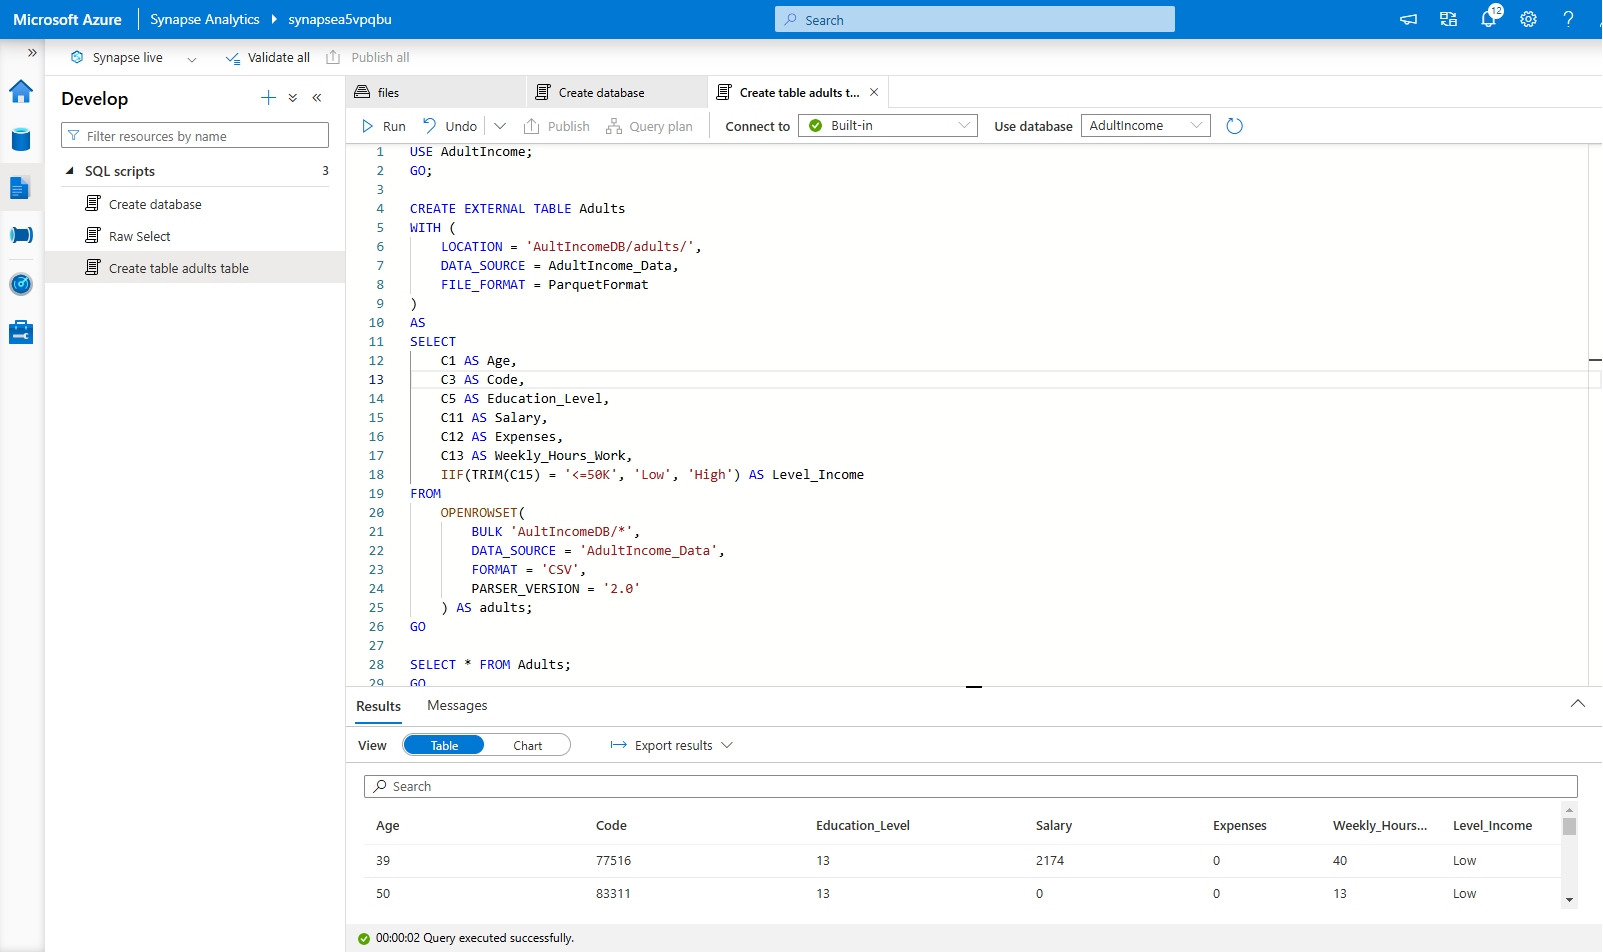 Microsoft Azure Synapse Analytics synapsea5vpqbu Search 12
Synapse live Validate all Publish all
Develop
Filter resources by name
SQL scripts 3
Create database
Raw Select
Create table adults table
files Create database Create table adults t...
Run Undo Publish Query plan Connect to Built-in Use database AdultIncome
1 USE AdultIncome;
2 GO;
3
4 CREATE EXTERNAL TABLE Adults
5 WITH (
6 LOCATION = 'AultIncomeDB/adults/',
7 DATA_SOURCE = AdultIncome_Data,
8 FILE_FORMAT = ParquetFormat
9 )
10 AS
11 SELECT
12 C1 AS Age,
13 C3 AS Code,
14 C5 AS Education_Level,
15 C11 AS Salary,
16 C12 AS Expenses,
17 C13 AS Weekly_Hours_Work,
18 IIF(TRIM(C15) = '<=50K', 'Low', 'High') AS Level_Income
19 FROM
20 OPENROWSET(
21 BULK 'AultIncomeDB/*',
22 DATA_SOURCE = 'AdultIncome_Data',
23 FORMAT = 'CSV',
24 PARSER_VERSION = '2.0'
25 ) AS adults;
26 GO
27
28 SELECT * FROM Adults;
29 GO
Results Messages
View Table Chart Export results
Search
Age Code Education_Level Salary Expenses Weekly_Hours... Level_Income
39 77516 13 2174 0 40 Low
50 83311 13 0 0 13 Low
00:00:02 Query executed successfully.